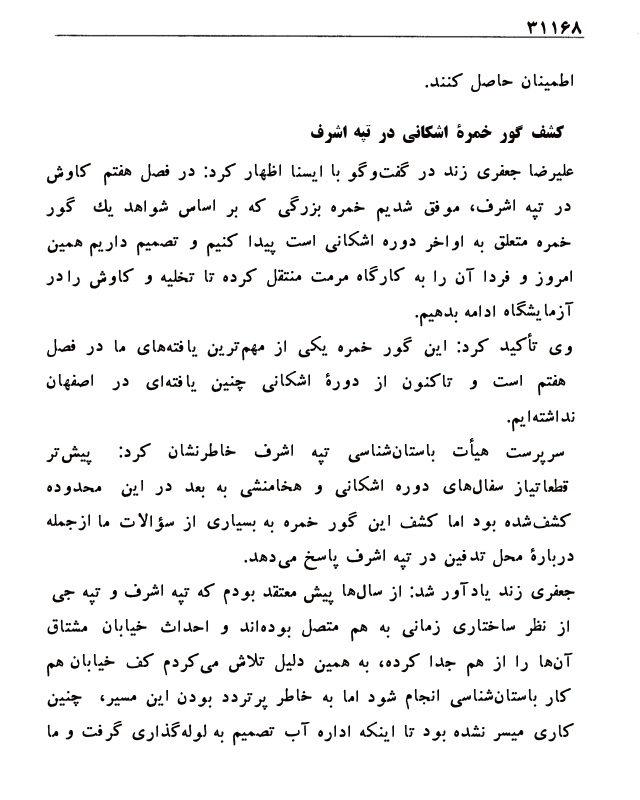 ۳۱۱۶۸
اطمینان حاصل کنند.
کشف گور خمرهٔ اشکانی در تپه اشرف
علیرضا جعفری زند در گفت‌وگو با ایسنا اظهار کرد: در فصل هفتم کاوش
در تپه اشرف، موفق شدیم خمره بزرگی که بر اساس شواهد یك گور
خمره متعلق به اواخر دوره اشکانی است پیدا کنیم و تصمیم داریم همین
امروز و فردا آن را به کارگاه مرمت منتقل کرده تا تخلیه و کاوش را در
آزمایشگاه ادامه بدهیم.
وی تأکید کرد: این گور خمره یکی از مهم‌ترین یافته‌های ما در فصل
هفتم است و تاکنون از دورهٔ اشکانی چنین یافته‌ای در اصفهان
نداشته‌ایم.
سرپرست هیأت باستان‌شناسی تپه اشرف خاطرنشان کرد: پیش‌تر
قطعاتیاز سفال‌های دوره اشکانی و هخامنشی به بعد در این محدوده
کشف‌شده بود اما کشف این گور خمره به بسیاری از سؤالات ما ازجمله
دربارهٔ محل تدفین در تپه اشرف پاسخ می‌دهد.
جعفری زند یادآور شد: از سال‌ها پیش معتقد بودم که تپه اشرف و تپه جی
از نظر ساختاری زمانی به هم متصل بوده‌اند و احداث خیابان مشتاق
آن‌ها را از هم جدا کرده، به همین دلیل تلاش می‌کردم کف خیابان هم
کار باستان‌شناسی انجام شود اما به خاطر پرتردد بودن این مسیر، چنین
کاری میسر نشده بود تا اینکه اداره آب تصمیم به لوله‌گذاری گرفت و ما